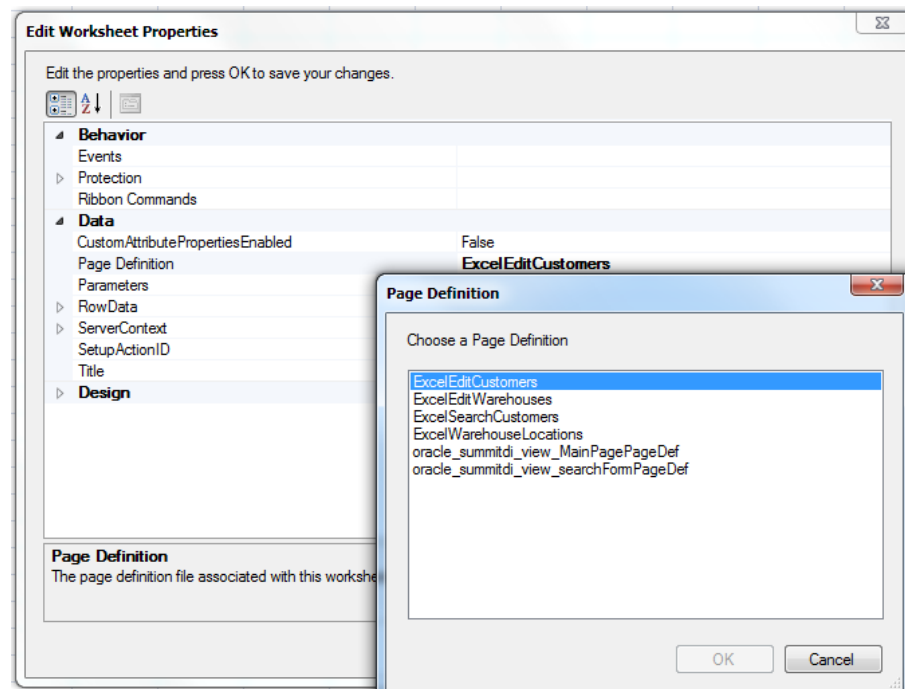 Edit Worksheet Properties
Edit the properties and press OK to save your changes.
A
Z
Behavior
Events
Protection
Ribbon Commands
Data
CustomAttributePropertiesEnabled False
Page Definition ExcelEditCustomers
Parameters
RowData
ServerContext
SetupActionID
Title
Design
Page Definition
The page definition file associated with this workshe
Page Definition
Choose a Page Definition
ExcelEditCustomers
ExcelEditWarehouses
ExcelSearchCustomers
ExcelWarehouseLocations
oracle_summitdi_view_MainPagePageDef
oracle_summitdi_view_searchFormPageDef
OK Cancel